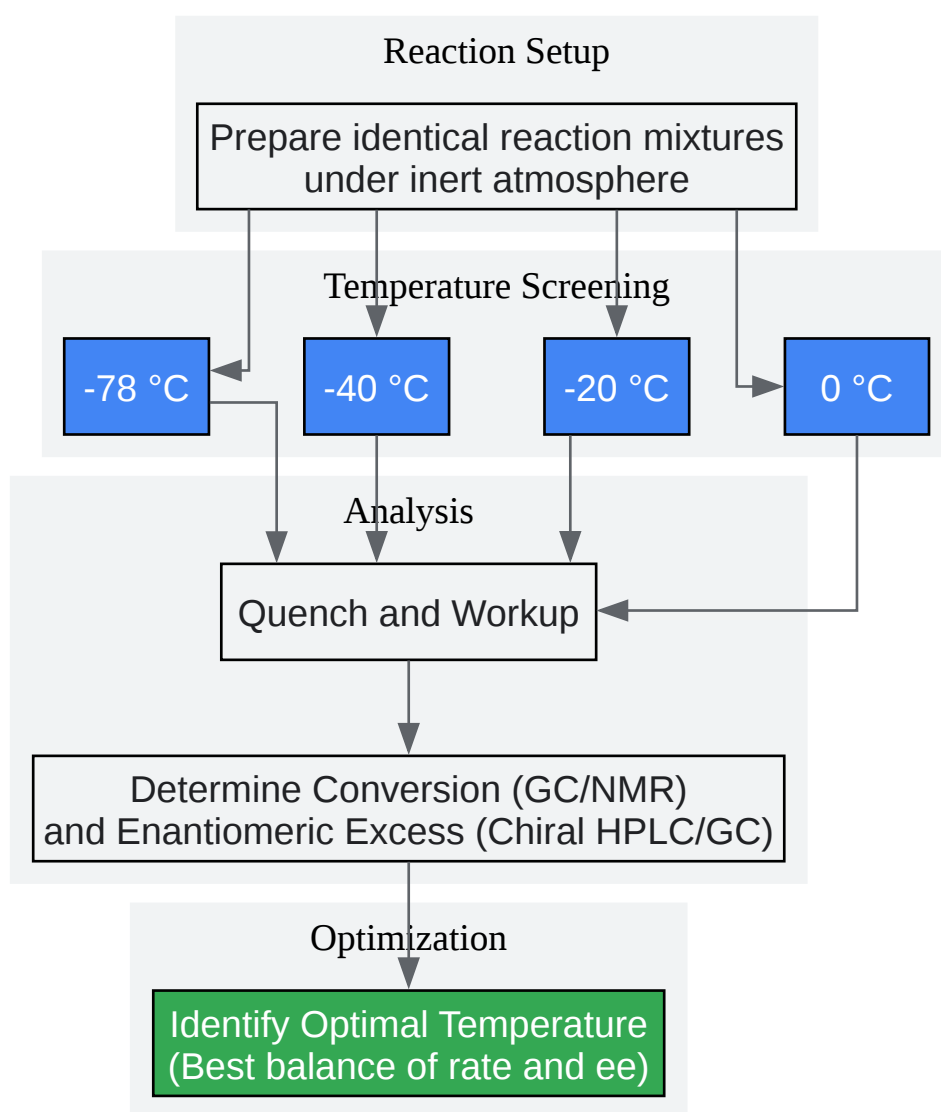 Reaction Setup
Prepare identical reaction mixtures
under inert atmosphere
Temperature Screening
-78 °C
-40 °C
-20 °C
0 °C
Analysis
Quench and Workup
Determine Conversion (GC/NMR)
and Enantiomeric Excess (Chiral HPLC/GC)
Optimization
Identify Optimal Temperature
(Best balance of rate and ee)